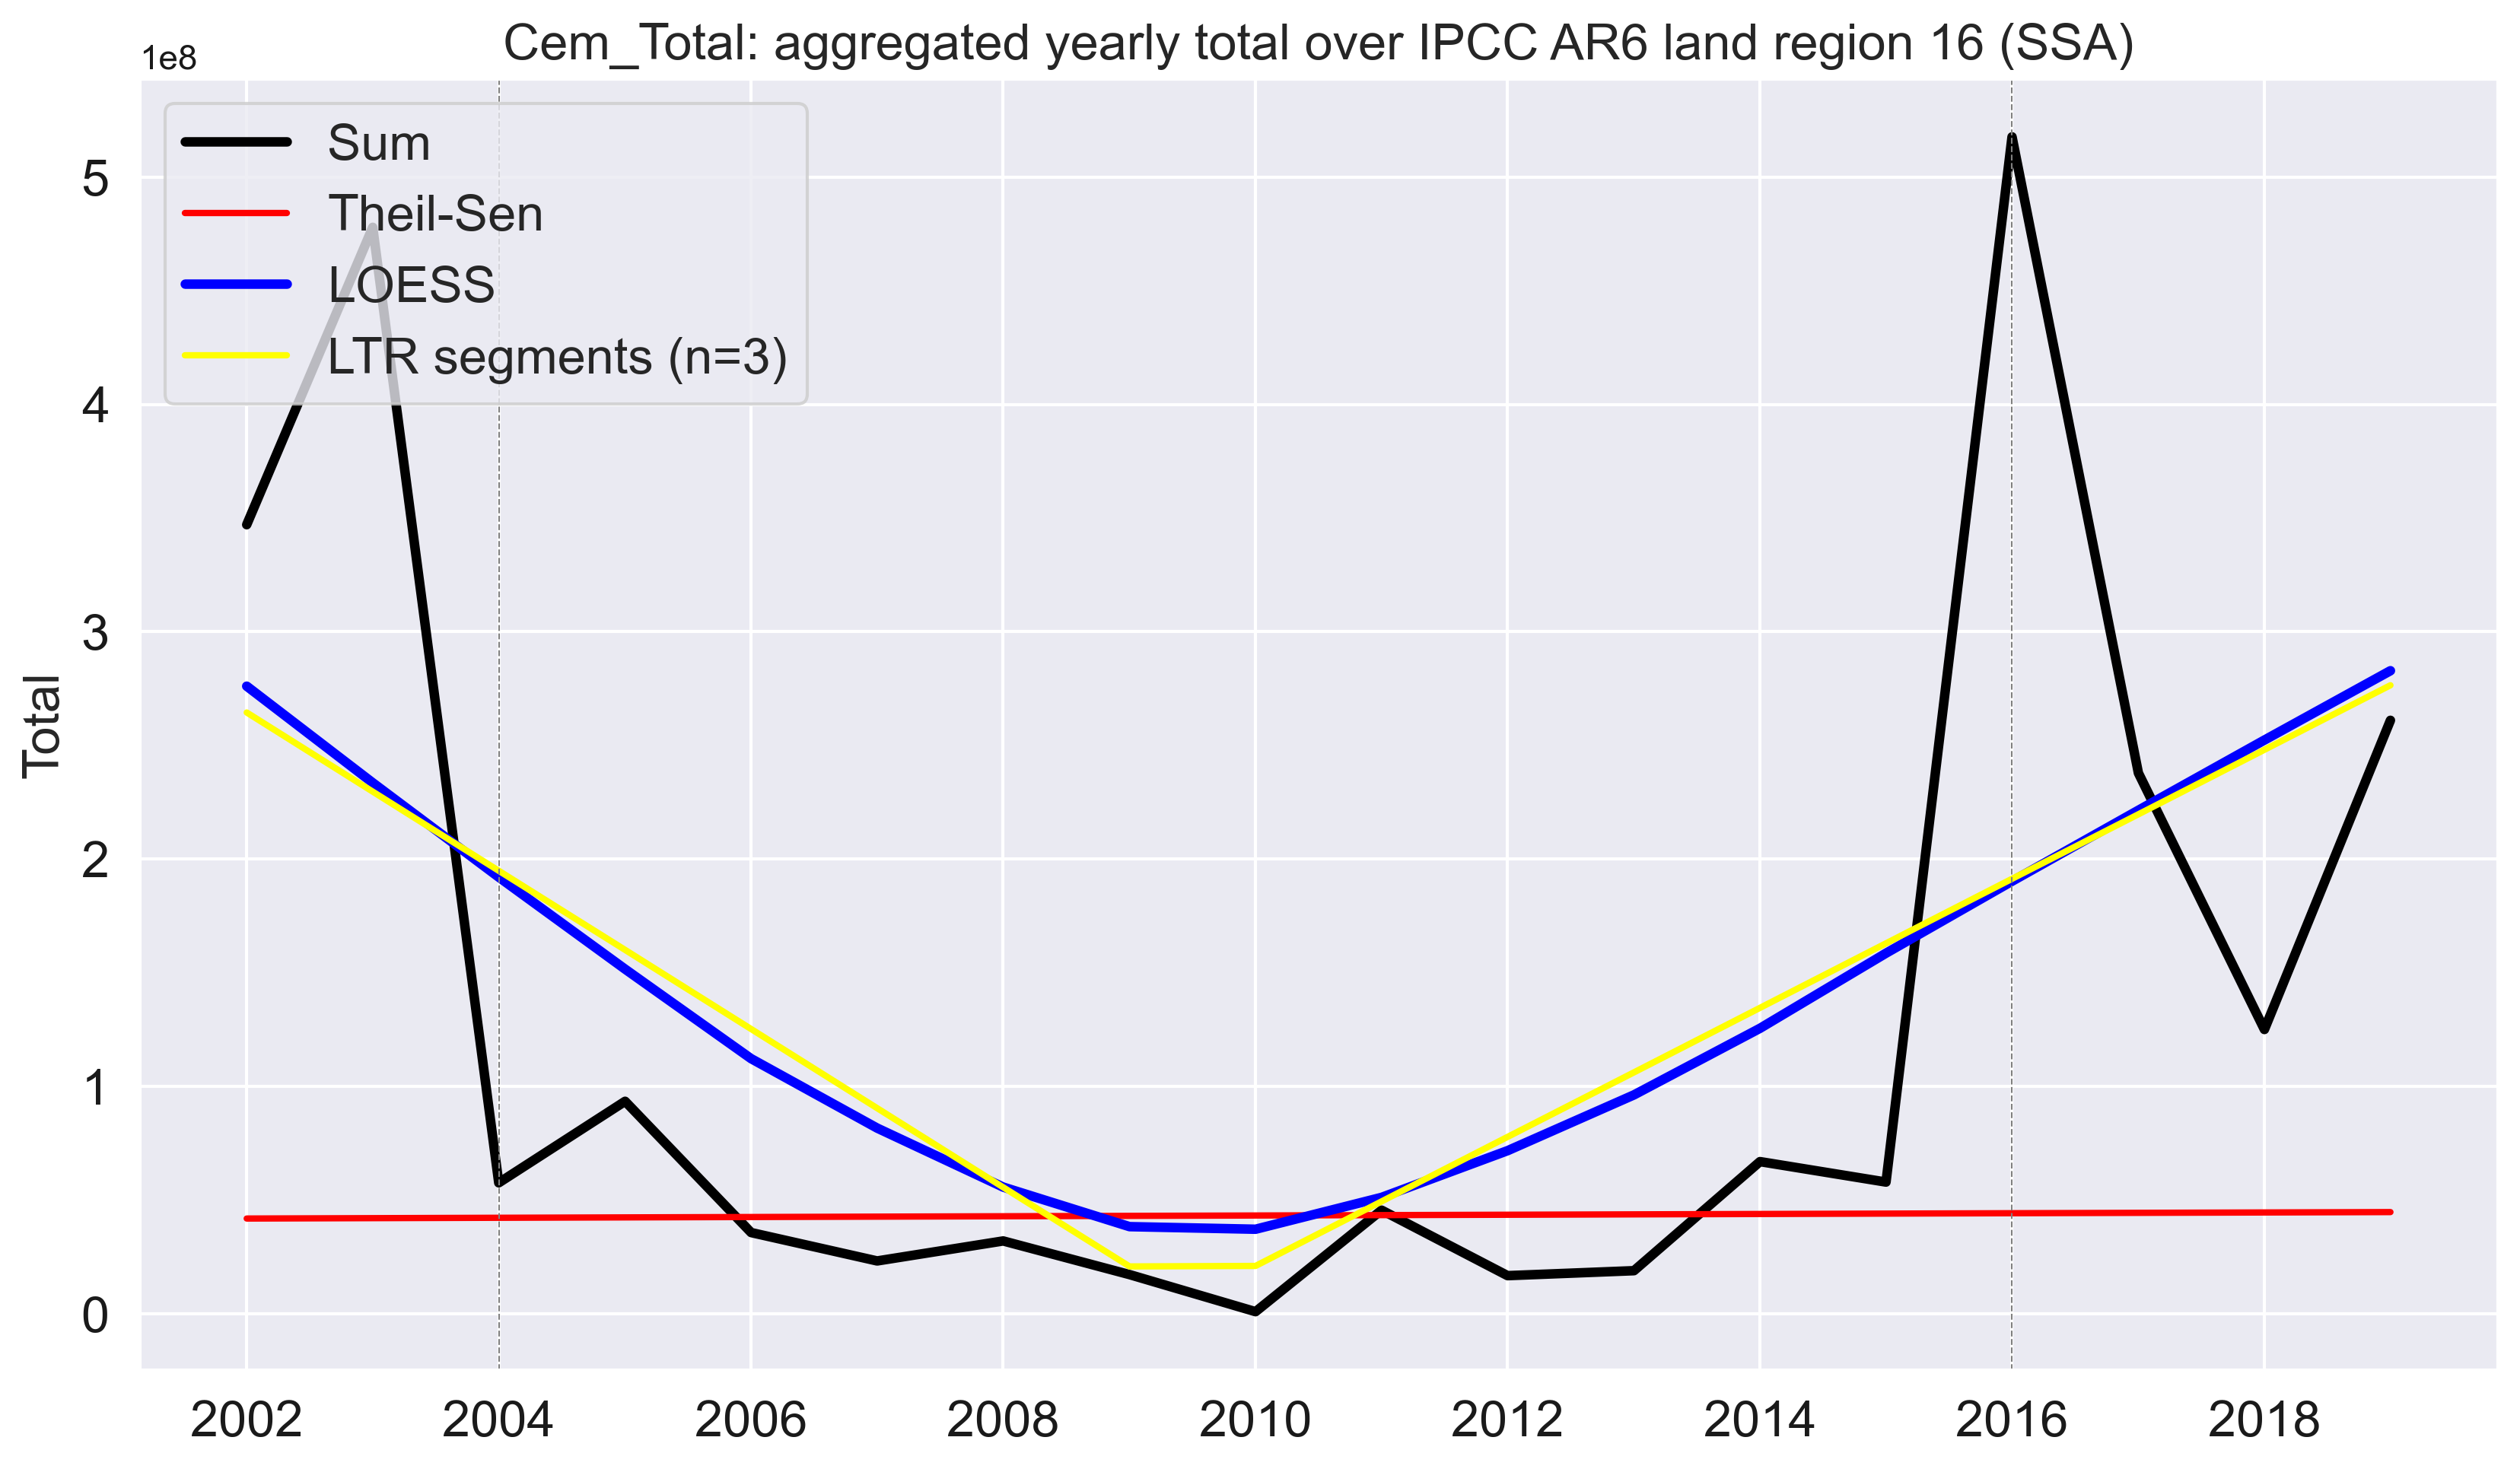 Cem_Total: aggregated yearly total over IPCC AR6 land region 16 (SSA)
1e8
Sum
Theil-Sen
LOESS
LTR segments (n=3)
5
4
3
2
1
0
Total
2002 2004 2006 2008 2010 2012 2014 2016 2018